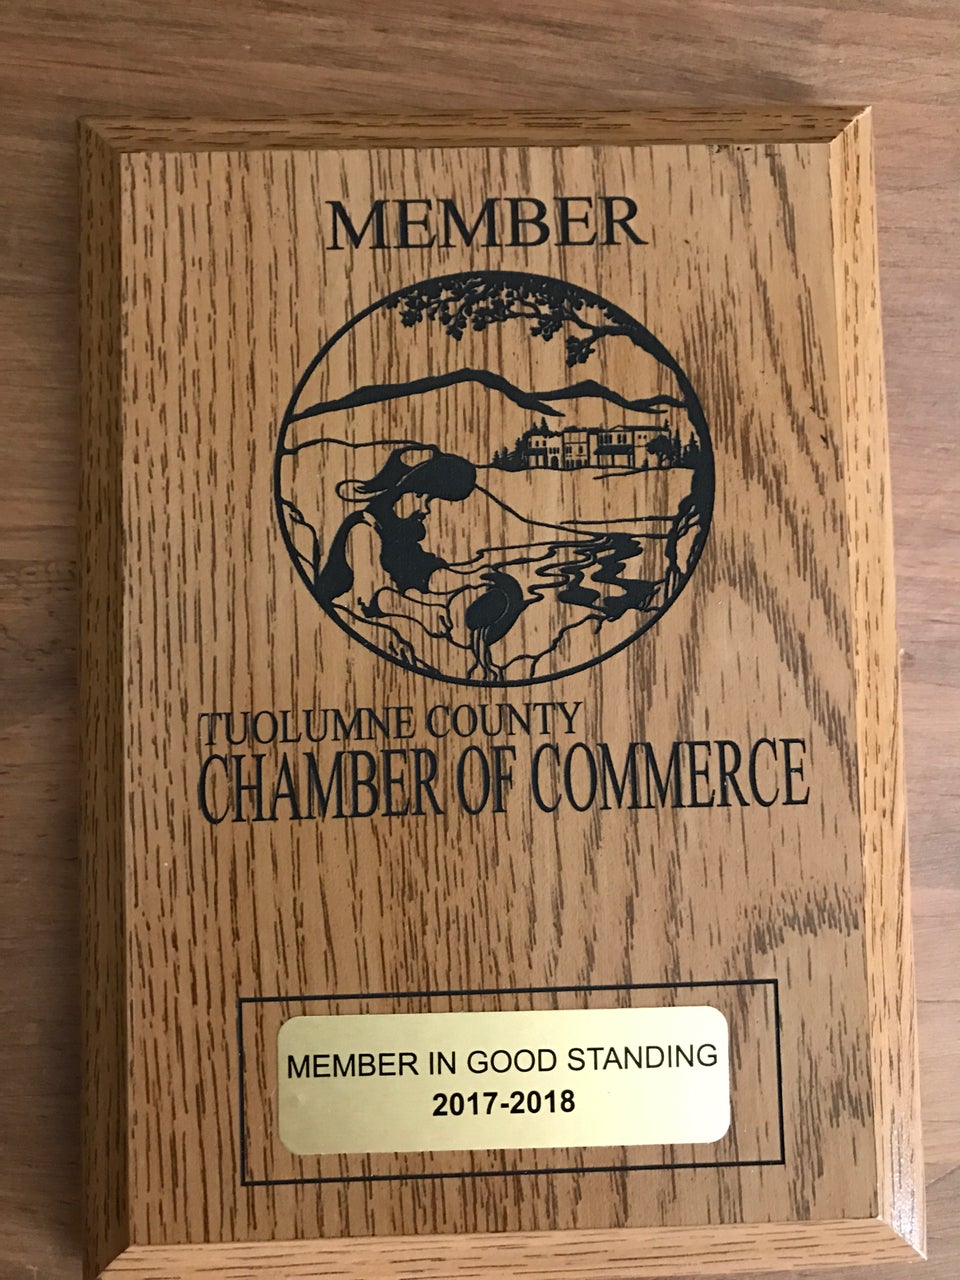 MEMBER
TUOLUMNE COUNTY
CHAMBER OF COMMERCE
MEMBER IN GOOD STANDING
2017-2018